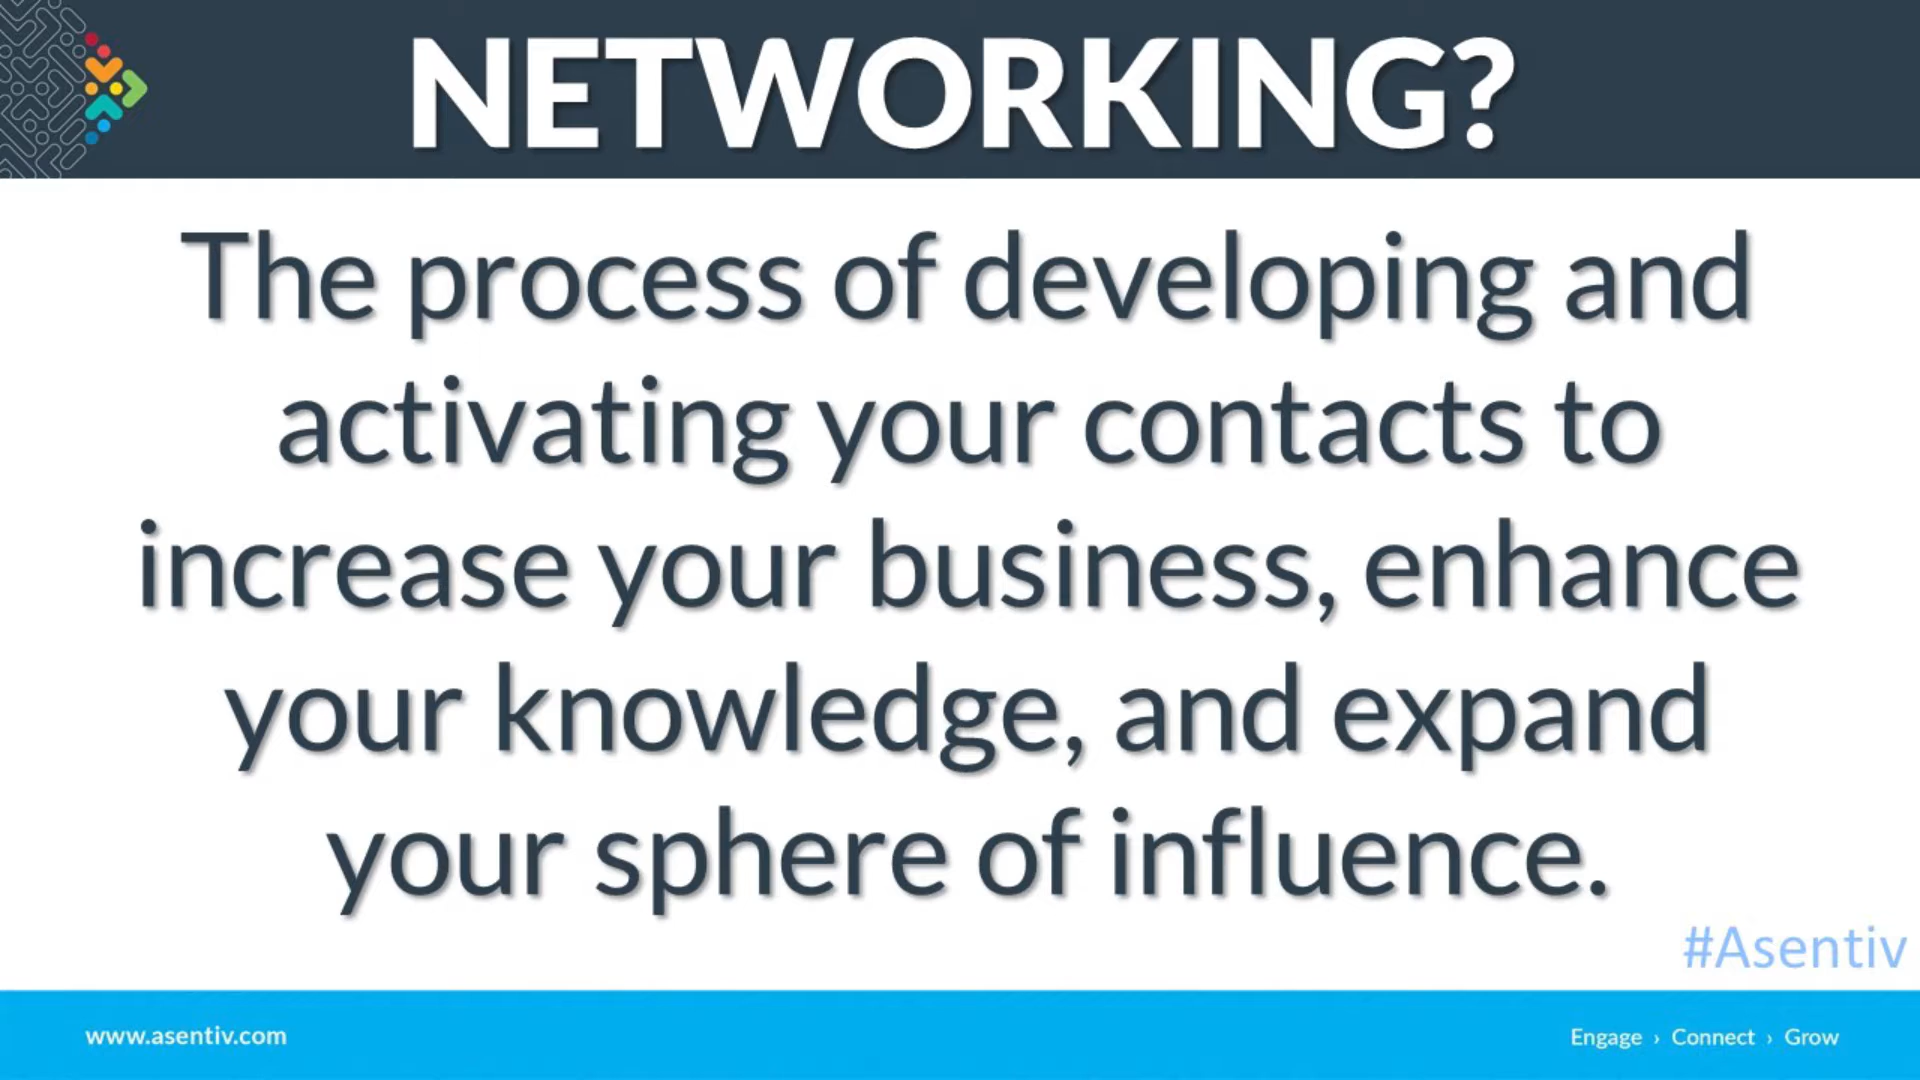 NETWORKING?
The process of developing and
activating your contacts to
increase your business, enhance
your knowledge, and expand
your sphere of influence.
#Asentiv
www.asentiv.com
Engage › Connect › Grow